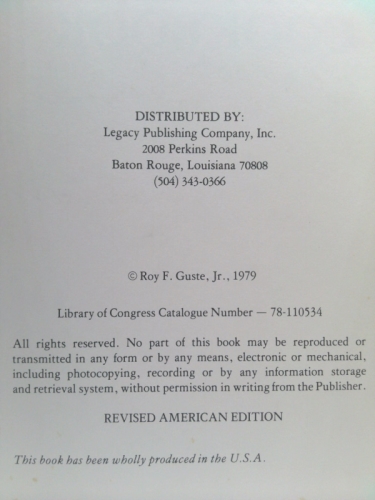 DISTRIBUTED BY:
Legacy Publishing Company, Inc.
2008 Perkins Road
Baton Rouge, Louisiana 70808
(504) 343-0366
© Roy F. Guste, Jr., 1979
Library of Congress Catalogue Number — 78-110534
All rights reserved. No part of this book may be reproduced or
transmitted in any form or by any means, electronic or mechanical,
including photocopying, recording or by any information storage
and retrieval system, without permission in writing from the Publisher.
REVISED AMERICAN EDITION
This book has been wholly produced in the U.S.A.